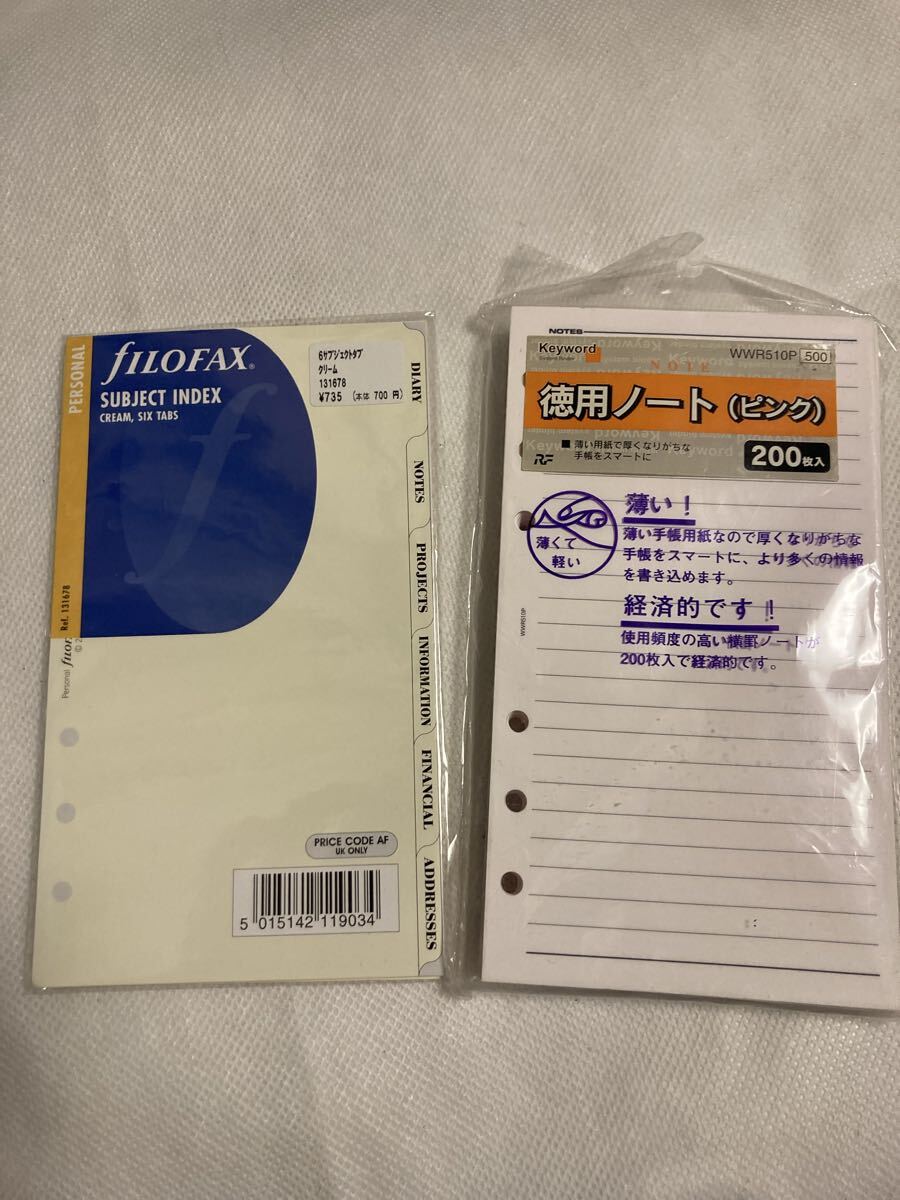 PERSONAL
fILOFAX®
SUBJECT INDEX
CREAM, SIX TABS
6サブジェクトタブ
クリーム
131678
¥735 (本体 700 円)
DIARY
NOTES
PROJECTS
INFORMATION
FINANCIAL
ADDRESSES
Ref. 131678
Personal
PRICE CODE AF
UK ONLY
5 015142 119034
NOTES
Keyword
WWR510P 500
NOTE
徳用ノート(ピンク)
■ 薄い用紙で厚くなりがちな
手帳をスマートに
RF
200枚入
薄くて
軽い
薄い!
薄い手帳用紙なので厚くなりがちな
手帳をスマートに、より多くの情報
を書き込めます。
経済的です!
使用頻度の高い横罫ノートが
200枚入で経済的です。
WWR510P